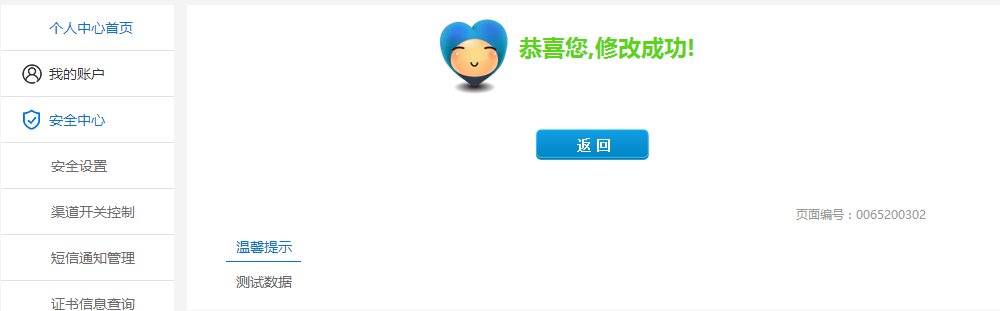 个人中心首页
我的账户
安全中心
安全设置
渠道开关控制
短信通知管理
证书信息查询
恭喜您,修改成功!
返 回
页面编号：0065200302
温馨提示
测试数据